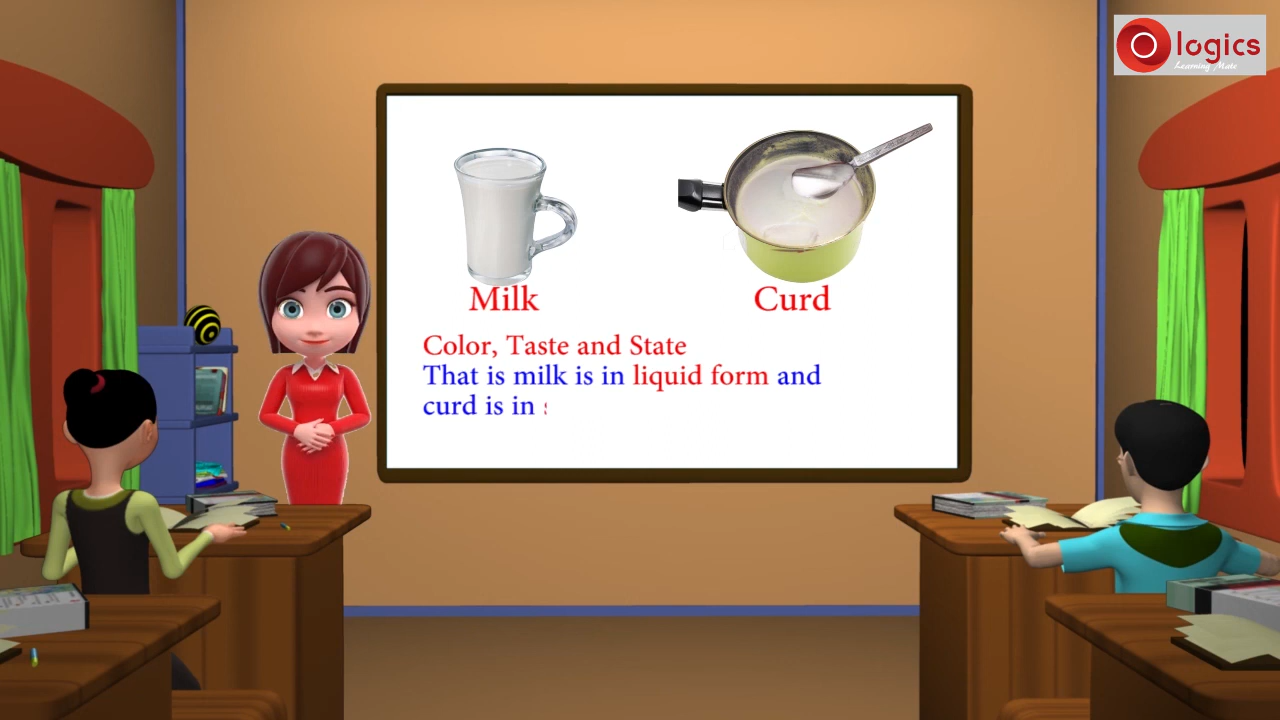 logics
Learning Mate
Milk
Curd
Color, Taste and State
That is milk is in liquid form and
curd is in